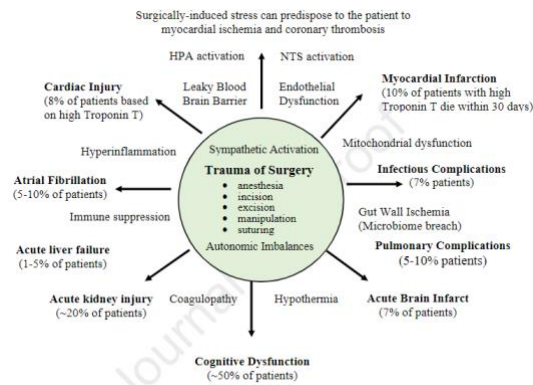 Surgically-induced stress can predispose to the patient to
myocardial ischemia and coronary thrombosis
HPA activation
NTS activation
Cardiac Injury
(8% of patients based
on high Troponin T)
Leaky Blood
Brain Barrier
Endothelial
Dysfunction
Myocardial Infarction
(10% of patients with high
Troponin T die within 30 days)
Hyperinflammation
Sympathetic Activation
Mitochondrial dysfunction
Trauma of Surgery
• anesthesia
• incision
• excision
• manipulation
• suturing
Autonomic Imbalances
Atrial Fibrillation
(5-10% of patients)
Infectious Complications
(7% patients)
Immune suppression
Gut Wall Ischemia
(Microbiome breach)
Acute liver failure
(1-5% of patients)
Pulmonary Complications
(5-10% patients)
Acute kidney injury
(~20% of patients)
Coagulopathy
Hypothermia
Acute Brain Infarct
(7% of patients)
Cognitive Dysfunction
(~50% of patients)